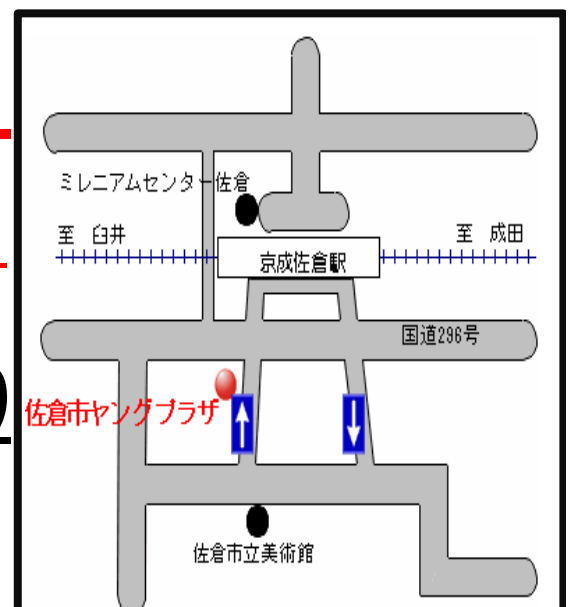 ミレニアムセンター佐倉
至 臼井
至 成田
京成佐倉駅
国道296号
佐倉市ヤングプラザ
佐倉市立美術館